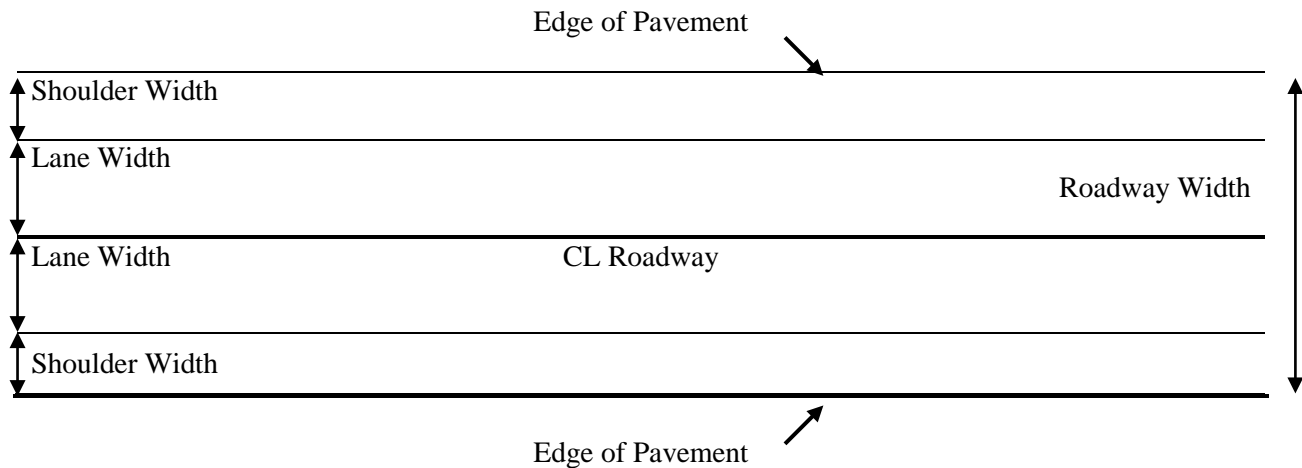 Edge of Pavement
Shoulder Width
Lane Width
Roadway Width
Lane Width
CL Roadway
Shoulder Width
Edge of Pavement